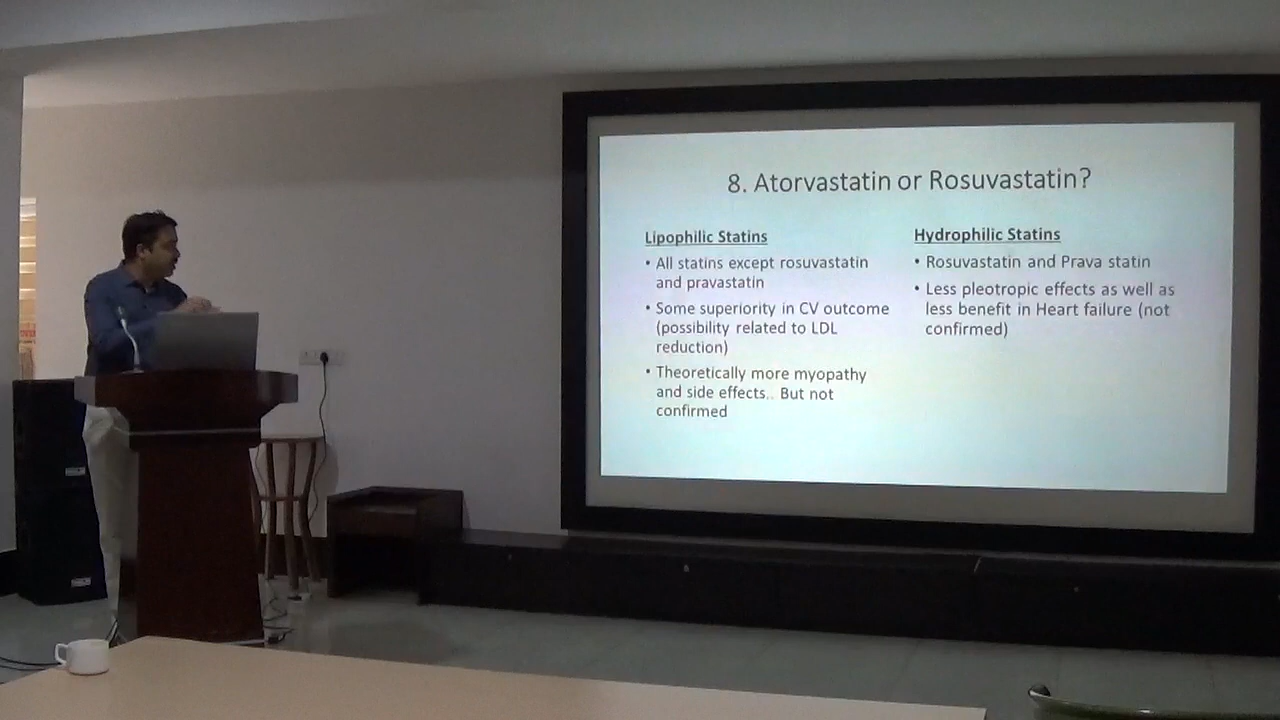 8. Atorvastatin or Rosuvastatin?
Lipophilic Statins
• All statins except rosuvastatin
and pravastatin
• Some superiority in CV outcome
(possibility related to LDL
reduction)
• Theoretically more myopathy
and side effects.. But not
confirmed
Hydrophilic Statins
• Rosuvastatin and Prava statin
• Less pleotropic effects as well as
less benefit in Heart failure (not
confirmed)